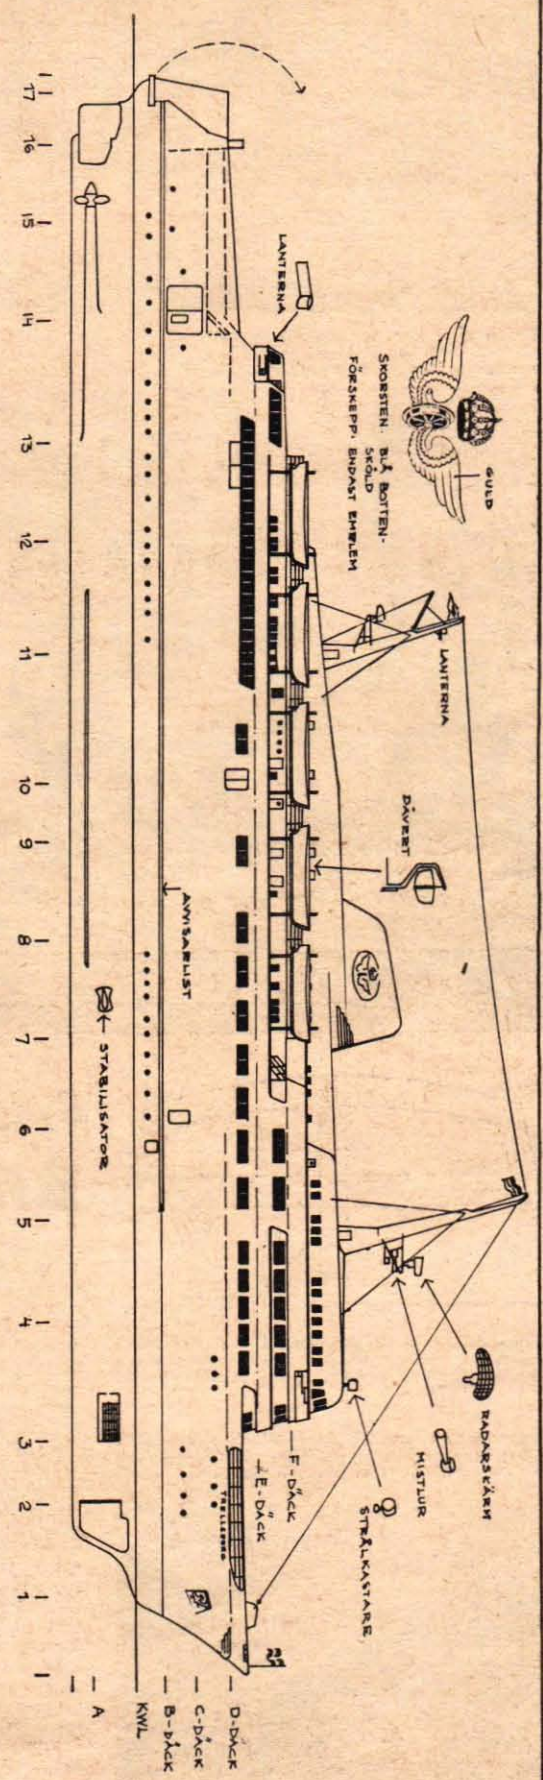 GULD
SKORSTEN. BLÅ BOTTEN-
SKÖLD
FÖRSKEPP. ENDAST EMBLEM
LANTERNA
LANTERNA
DÄVERT
RADARSKÄRM
MISTLUR
STRÅLKASTARE
F-DÄCK
E-DÄCK
TRELLEBORG
D-DÄCK
C-DÄCK
B-DÄCK
KWL
A
AVVISARLIST
STABILISATOR
17 16 15 14 13 12 11 10 9 8 7 6 5 4 3 2 1